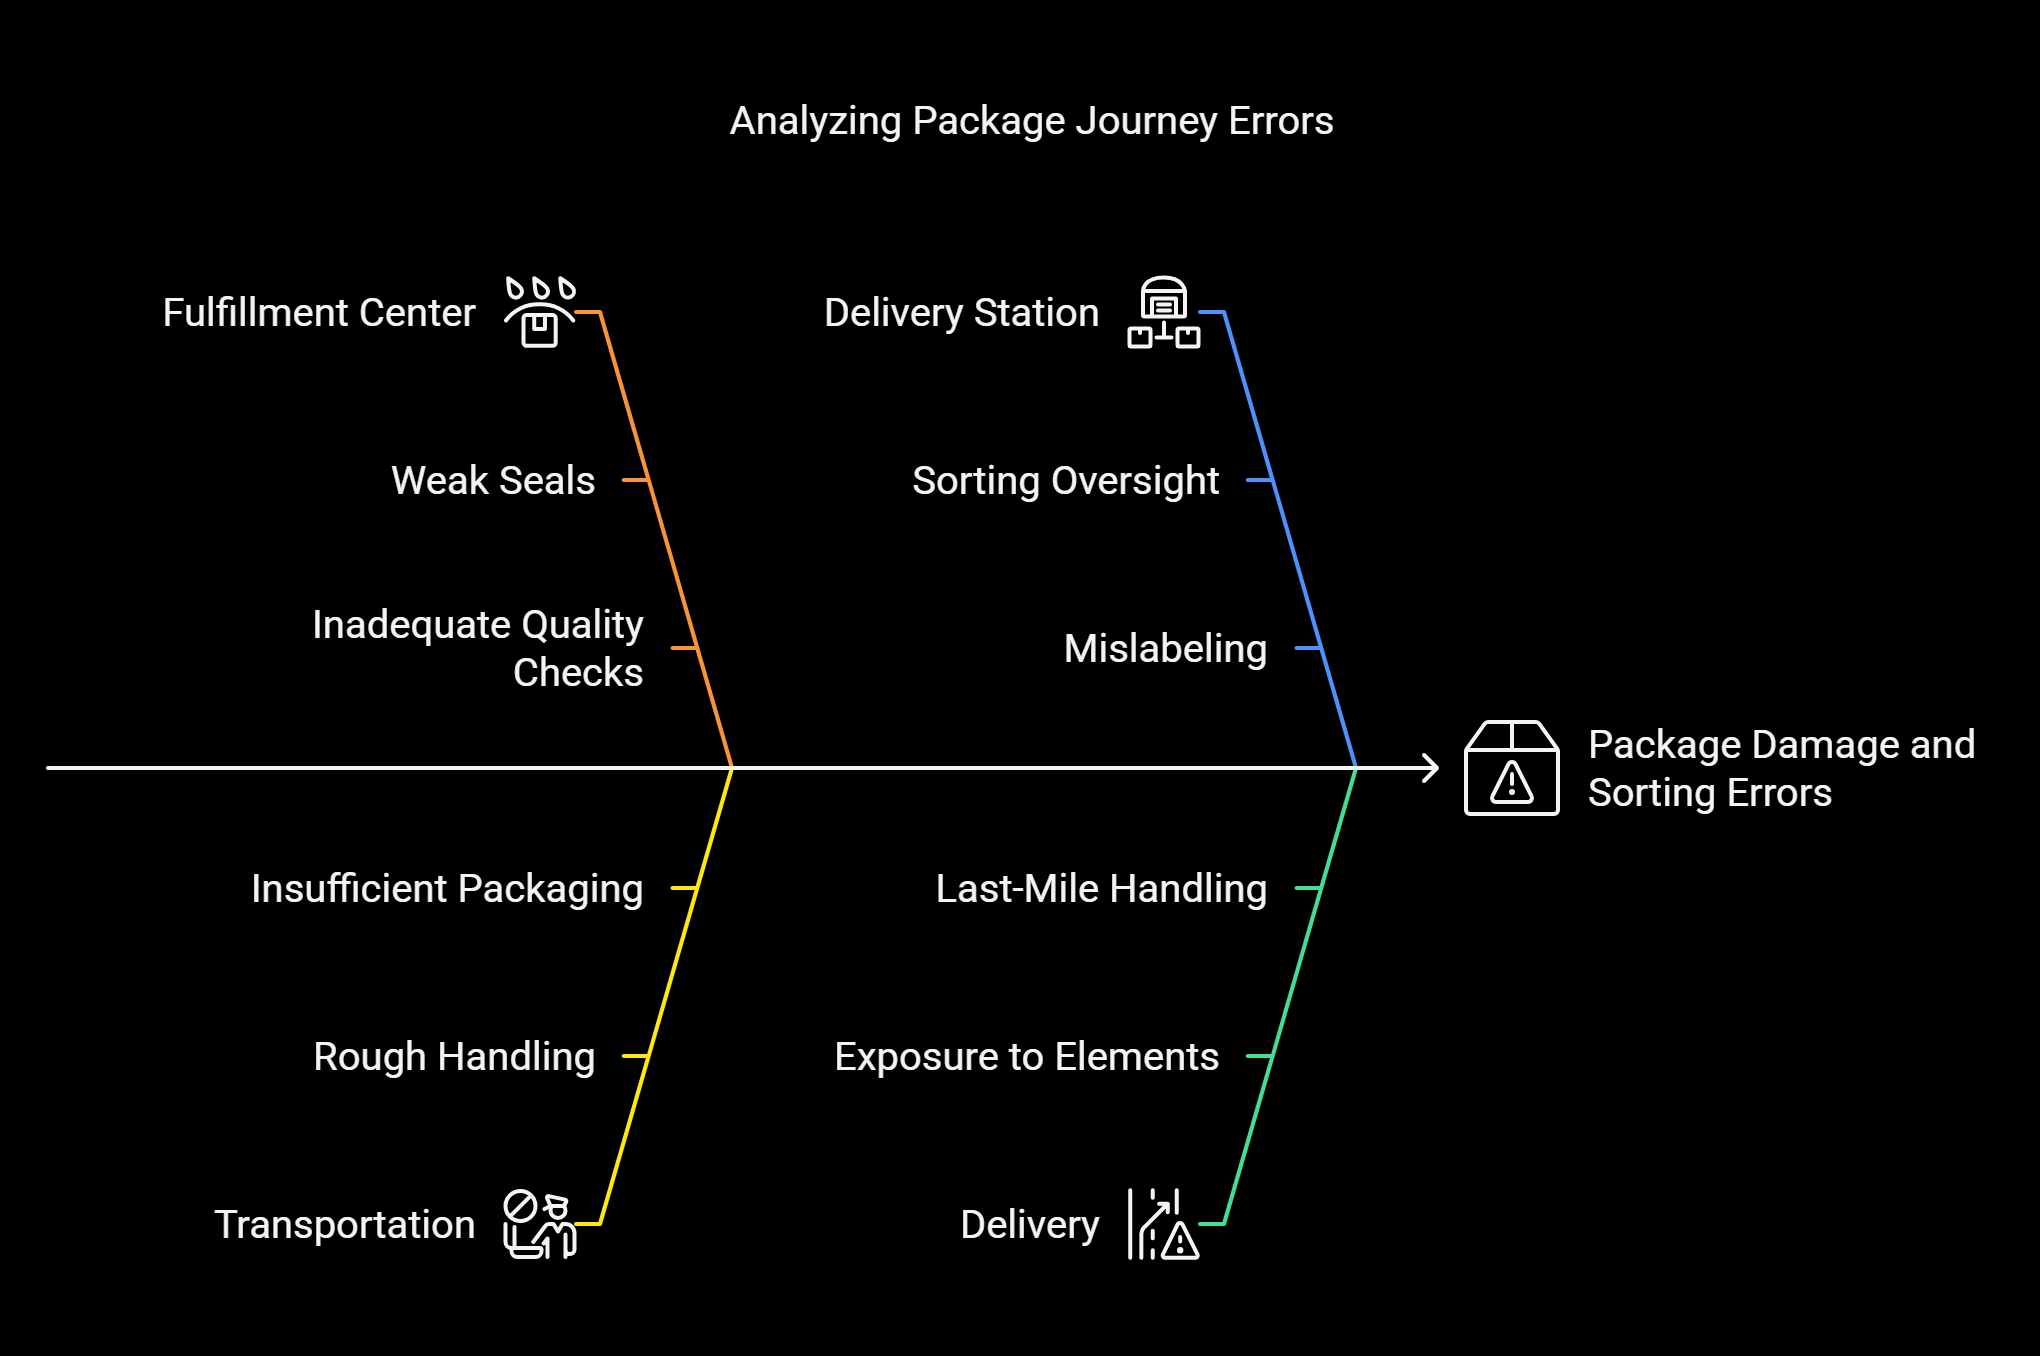 Analyzing Package Journey Errors
Fulfillment Center
Weak Seals
Inadequate Quality
Checks
Delivery Station
Sorting Oversight
Mislabeling
Package Damage and
Sorting Errors
Insufficient Packaging
Rough Handling
Transportation
Last-Mile Handling
Exposure to Elements
Delivery